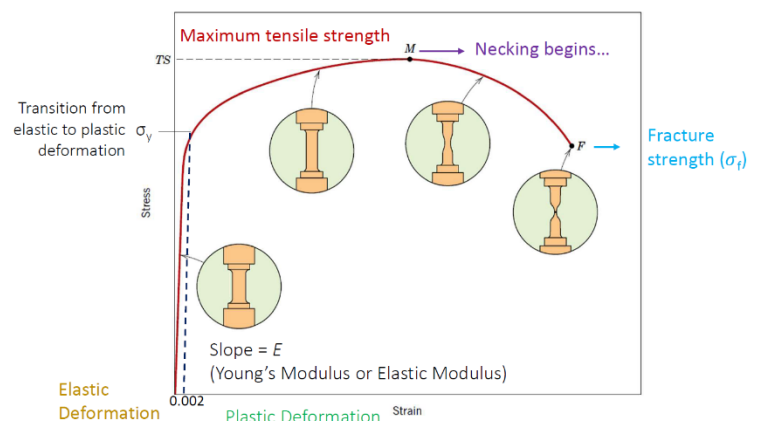 Maximum tensile strength
TS
M
Necking begins...
Transition from
elastic to plastic
deformation
σy
F
Fracture
strength (σf)
Stress
Slope = E
(Young's Modulus or Elastic Modulus)
Elastic
Deformation
0.002
Plastic Deformation
Strain